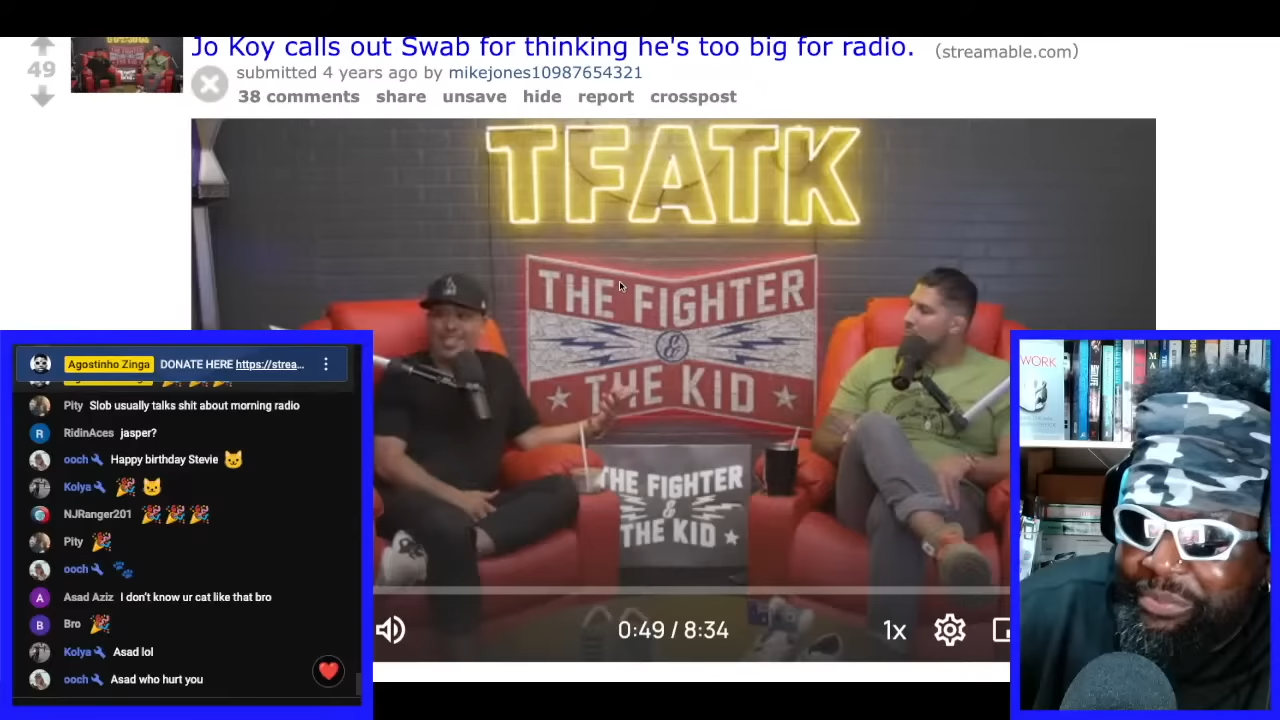 Jo Koy calls out Swab for thinking he's too big for radio. (streamable.com)
49
submitted 4 years ago by mikejones10987654321
38 comments share unsave hide report crosspost
TFATK
THE FIGHTER
&
THE KID
THE FIGHTER
&
THE KID
0:49 / 8:34
1x
Agostinho Zinga DONATE HERE https://strea...
Pity Slob usually talks shit about morning radio
R RidinAces jasper?
ooch Happy birthday Stevie 🐱
Kolya 🎉 🐱
NJRanger201 🎉 🎉 🎉
Pity 🎉
ooch 🐾
A Asad Aziz I don't know ur cat like that bro
B Bro 🎉
Kolya Asad lol
ooch Asad who hurt you
WORK